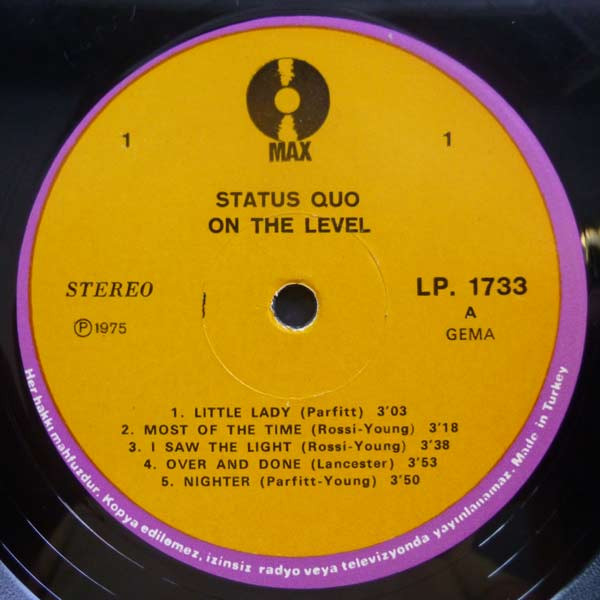 MAX
1
1
STATUS QUO
ON THE LEVEL
STEREO
LP. 1733
Ⓟ1975
A
GEMA
1. LITTLE LADY (Parfitt) 3'03
2. MOST OF THE TIME (Rossi-Young) 3'18
3. I SAW THE LIGHT (Rossi-Young) 3'38
4. OVER AND DONE (Lancester) 3'53
5. NIGHTER (Parfitt-Young) 3'50
Her hakkı mahfuzdur. Kopya edilemez, izinsiz radyo veya televizyonda yayınlanamaz. Made in Turkey